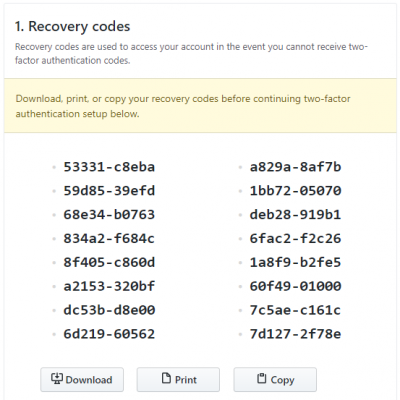 1. Recovery codes
Recovery codes are used to access your account in the event you cannot receive two-
factor authentication codes.
Download, print, or copy your recovery codes before continuing two-factor
authentication setup below.
53331-c8eba a829a-8af7b
59d85-39efd 1bb72-05070
68e34-b0763 deb28-919b1
834a2-f684c 6fac2-f2c26
8f405-c860d 1a8f9-b2fe5
a2153-320bf 60f49-01000
dc53b-d8e00 7c5ae-c161c
6d219-60562 7d127-2f78e
Download Print Copy